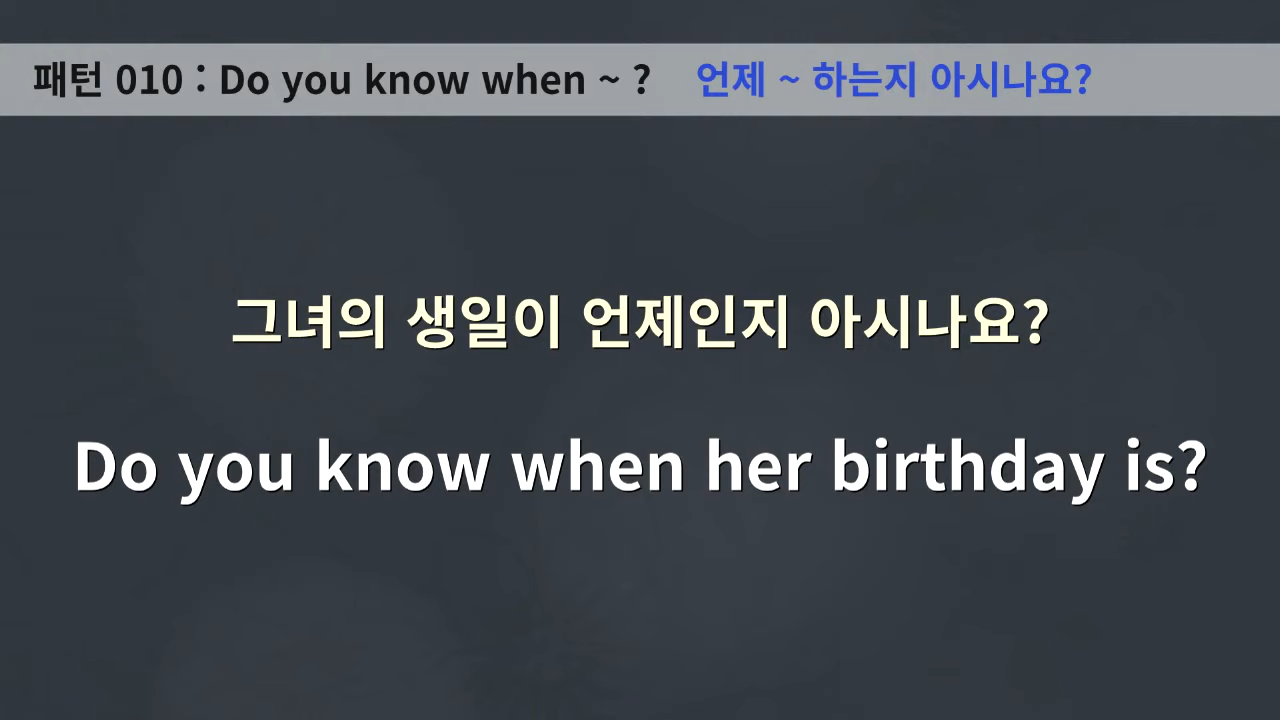 패턴 010 : Do you know when ~ ? 언제 ~ 하는지 아시나요?
그녀의 생일이 언제인지 아시나요?
Do you know when her birthday is?